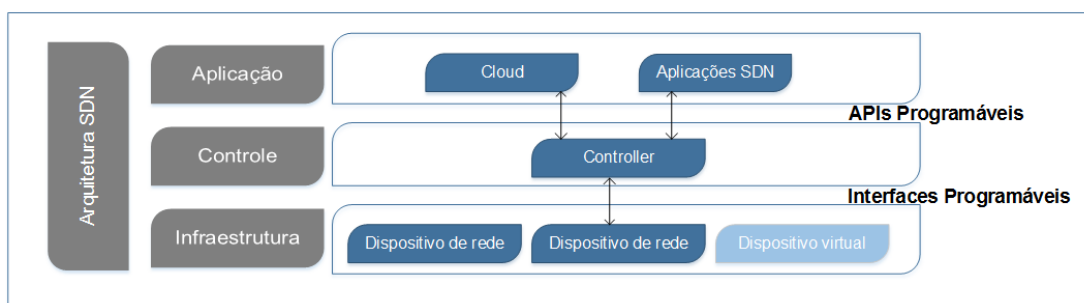 Arquitetura SDN
Aplicação
Cloud
Aplicações SDN
APIs Programáveis
Controle
Controller
Interfaces Programáveis
Infraestrutura
Dispositivo de rede
Dispositivo de rede
Dispositivo virtual